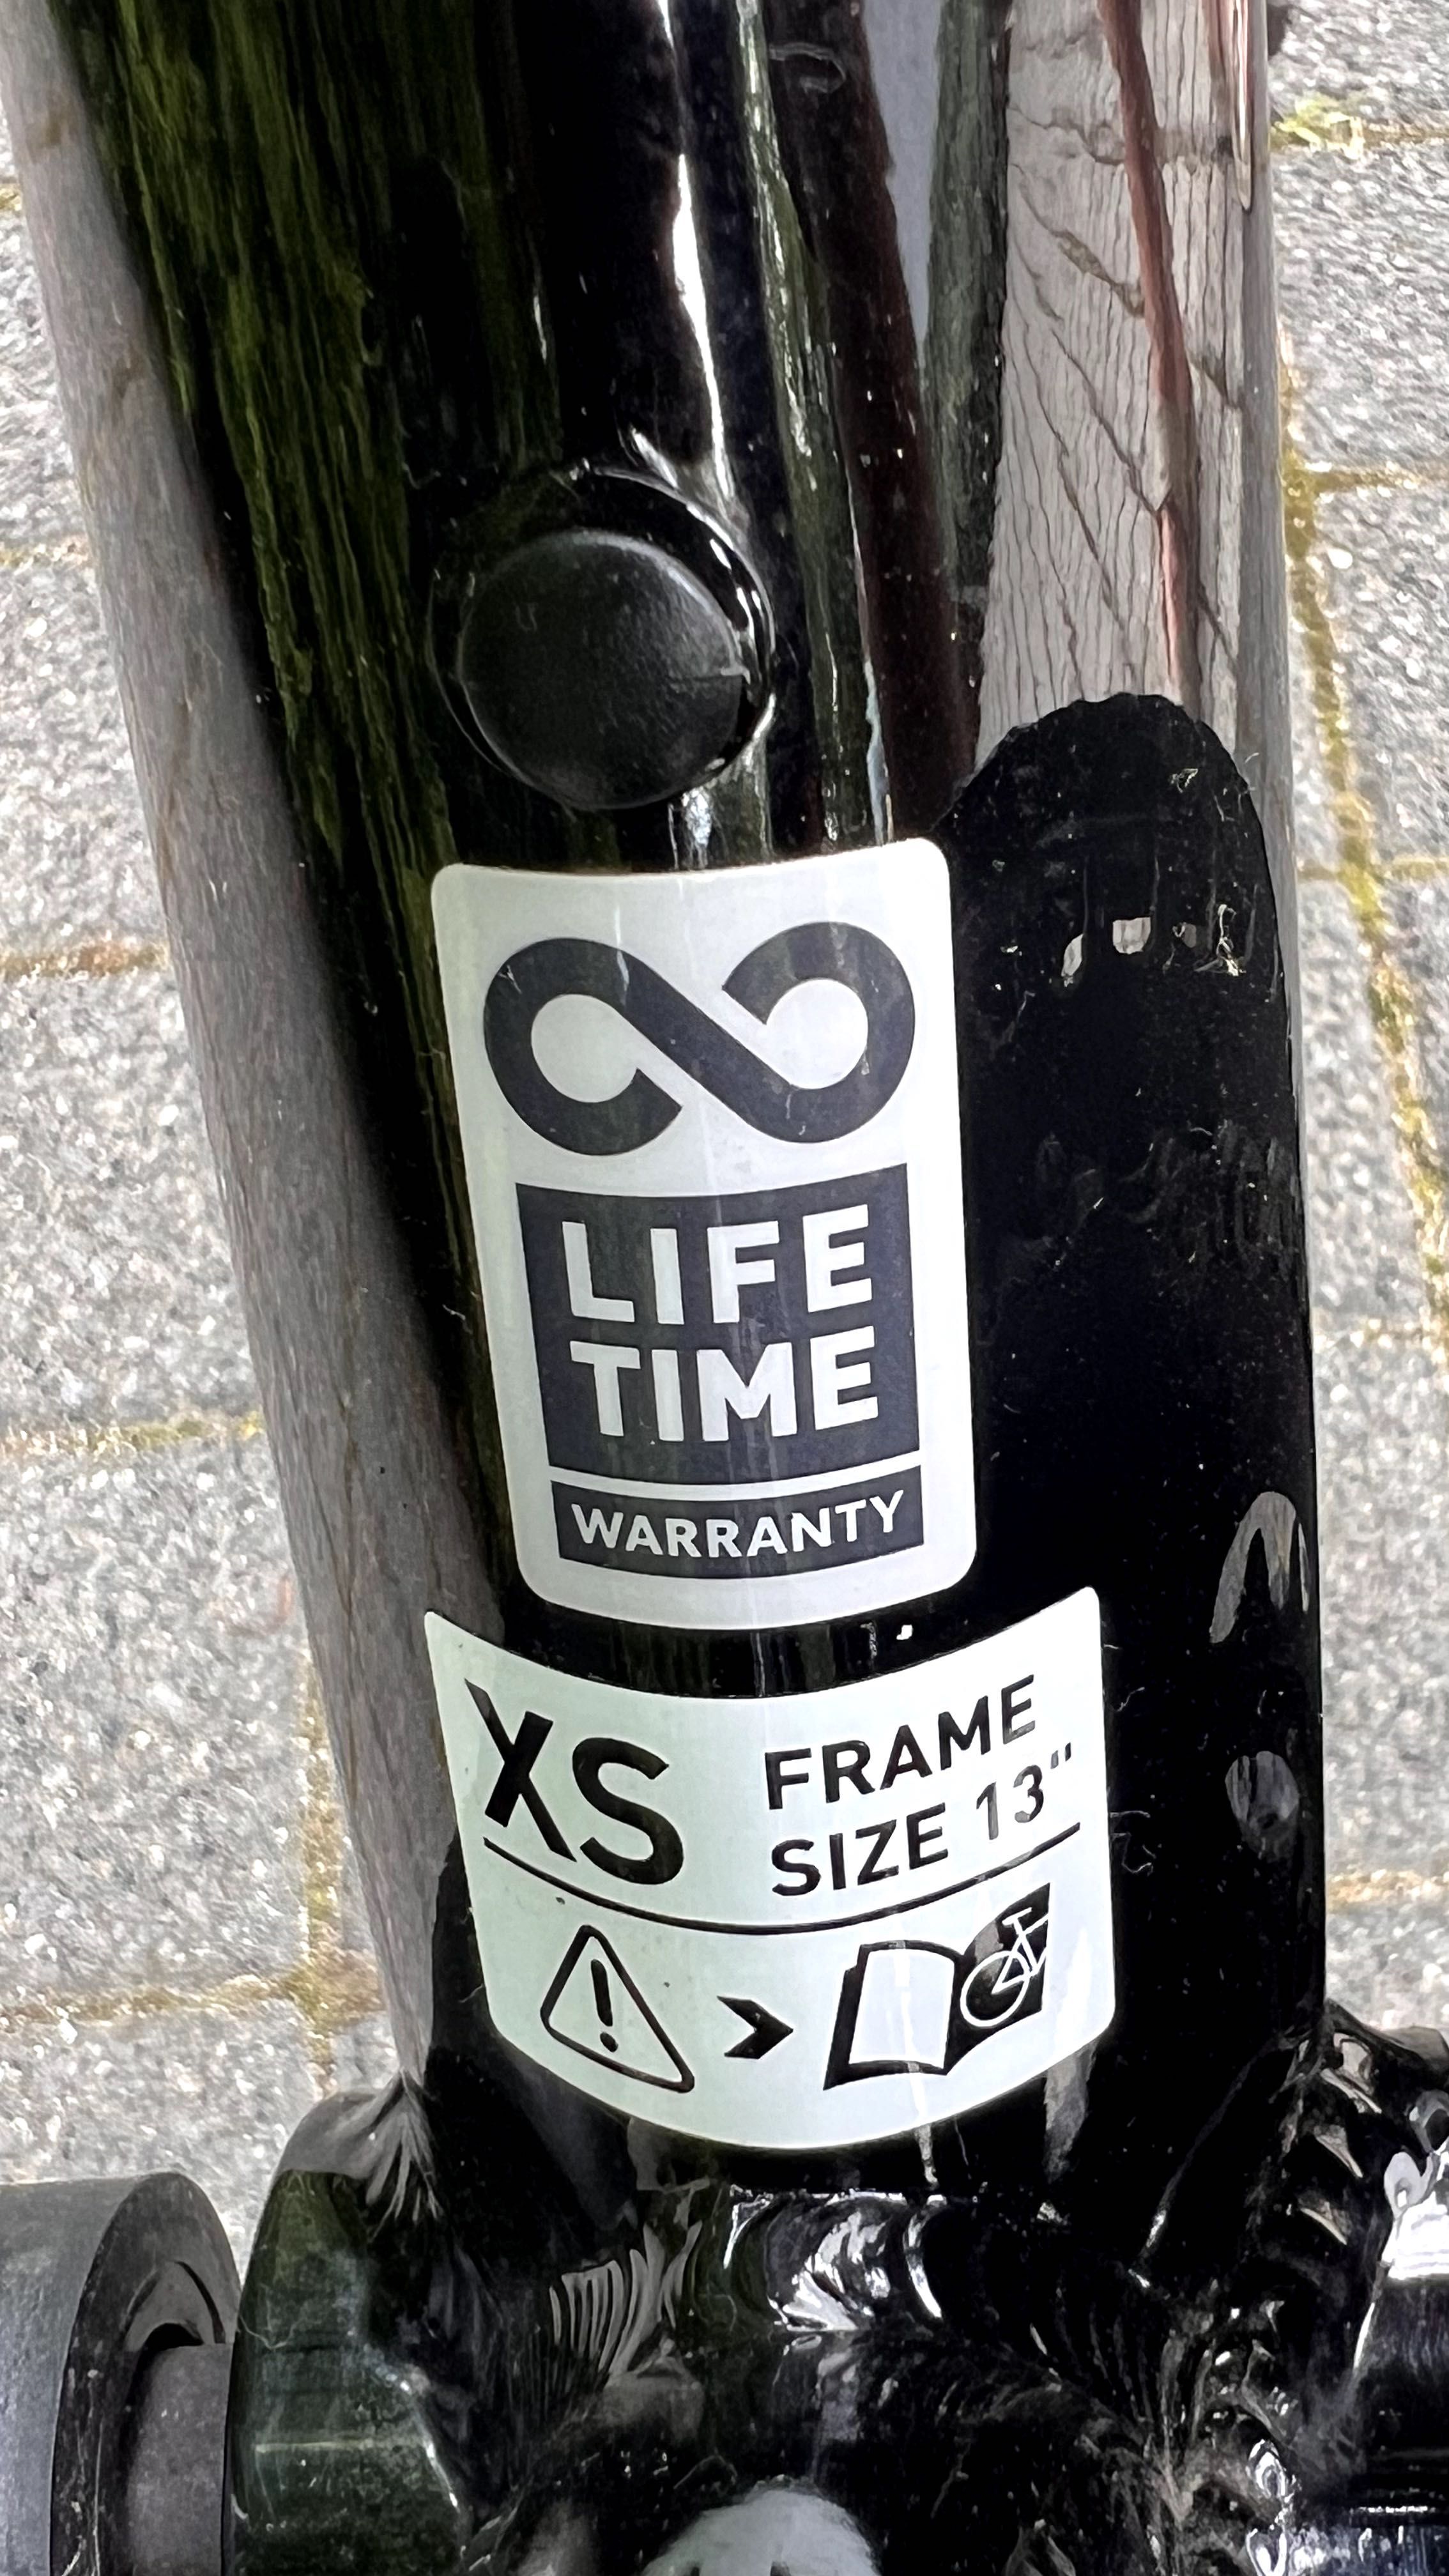 LIFE
TIME
WARRANTY
XS
FRAME
SIZE 13"